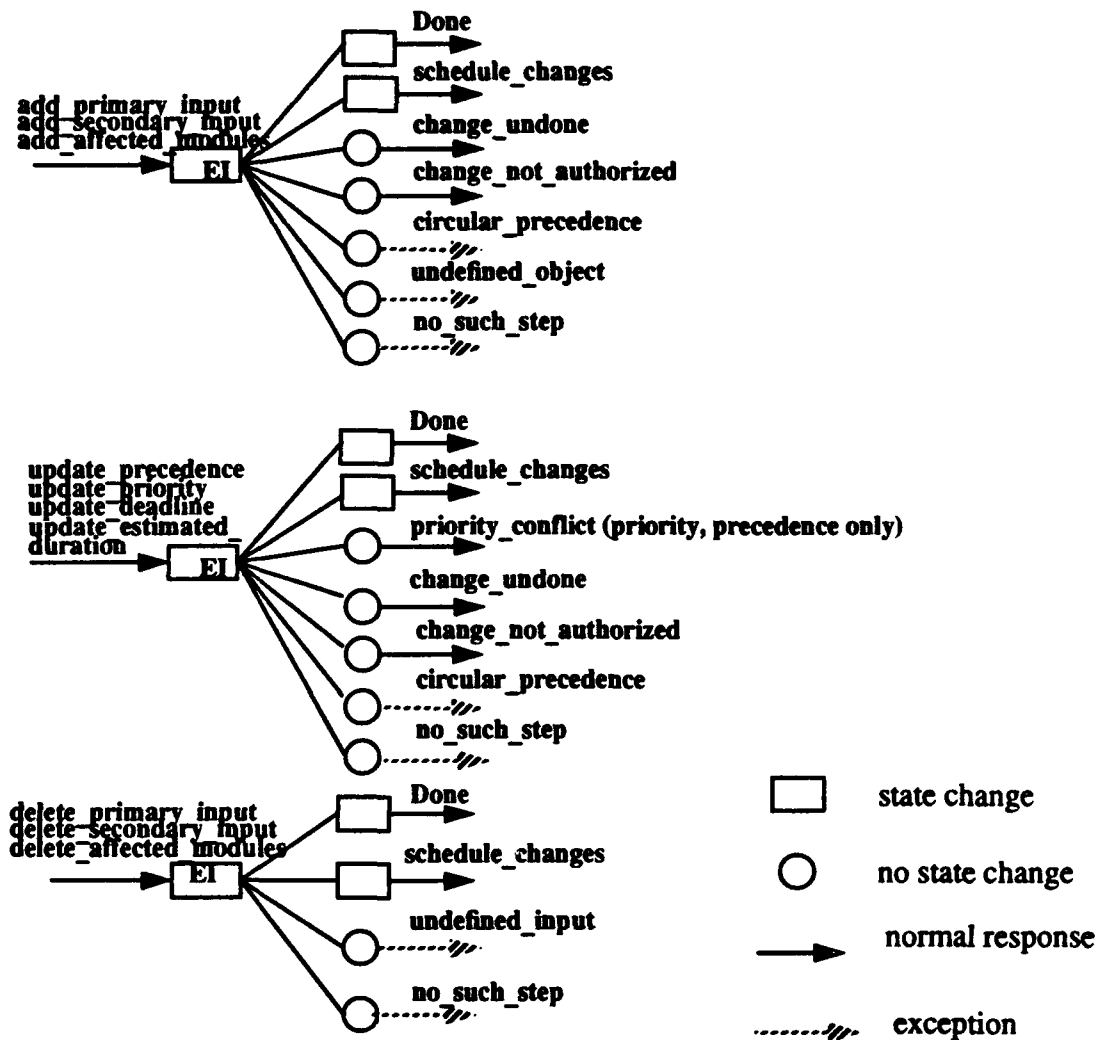 Done
schedule_changes
add_primary_input
add_secondary_input
add_affected_modules
EI
change_undone
change_not_authorized
circular_precedence
undefined_object
no_such_step
Done
schedule_changes
update_precedence
update_priority
update_deadline
update_estimated_
duration
EI
priority_conflict (priority, precedence only)
change_undone
change_not_authorized
circular_precedence
no_such_step
Done
delete_primary_input
delete_secondary_input
delete_affected_modules
EI
schedule_changes
undefined_input
no_such_step
state change
no state change
normal response
exception